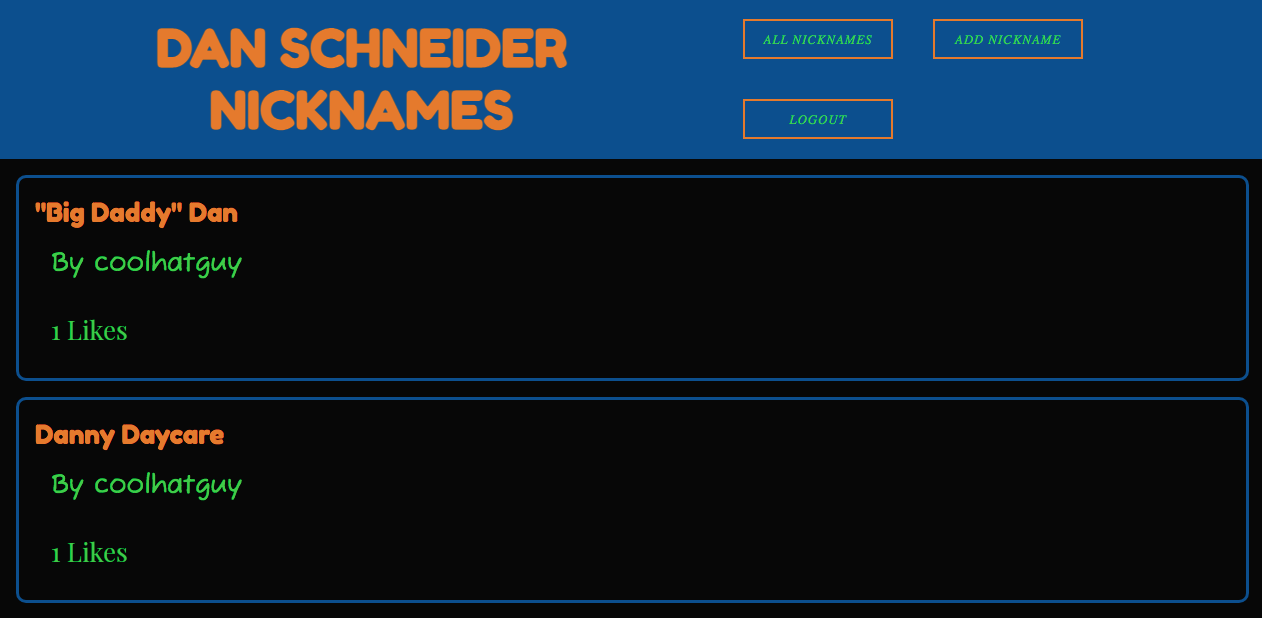 DAN SCHNEIDER
NICKNAMES
ALL NICKNAMES
ADD NICKNAME
LOGOUT
"Big Daddy" Dan
By coolhatguy
1 Likes
Danny Daycare
By coolhatguy
1 Likes